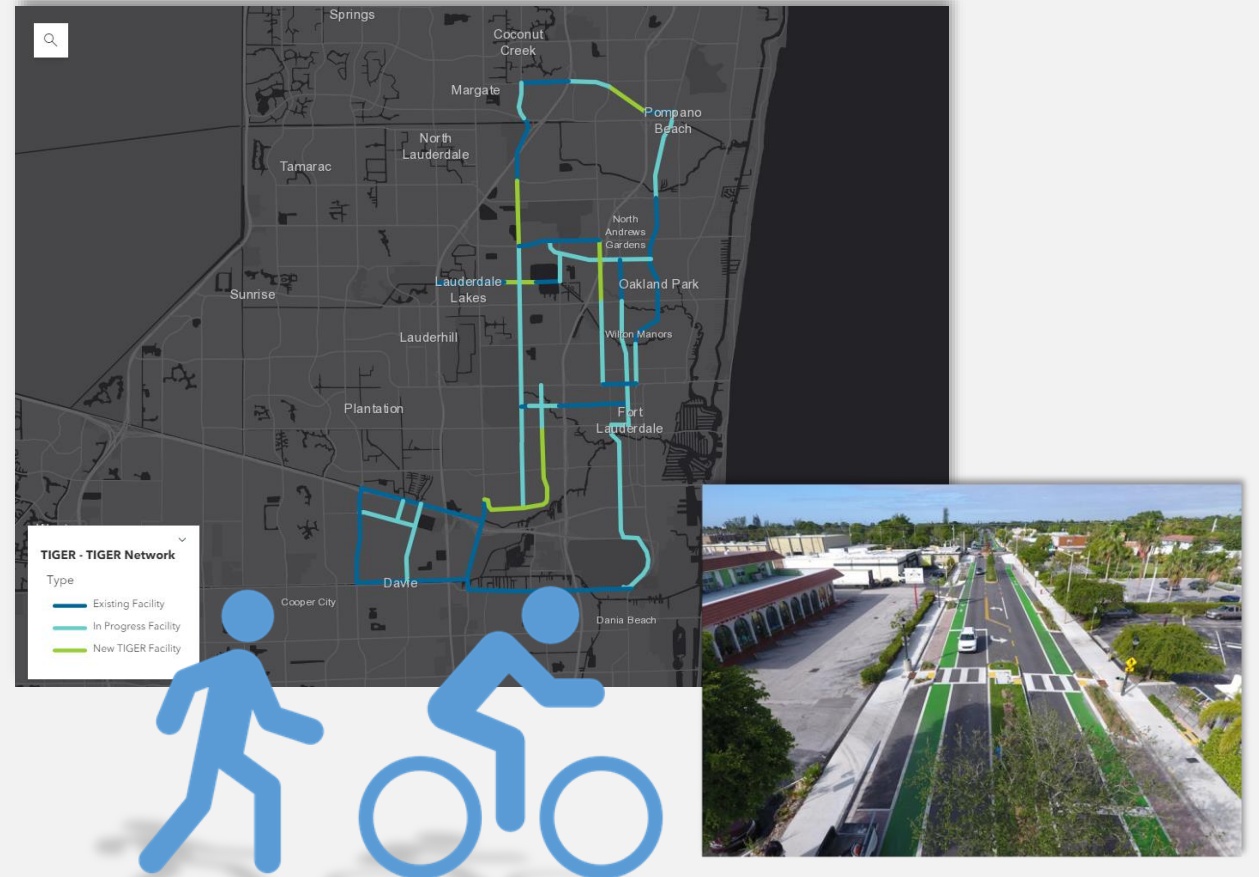 Springs
Coconut
Creek
Margate
Pompano
Beach
North
Lauderdale
Tamarac
North
Andrews
Gardens
Lauderdale
Lakes
Oakland Park
Sunrise
Lauderhill
Wilton Manors
Plantation
Fort
Lauderdale
TIGER - TIGER Network
Type
Existing Facility
In Progress Facility
New TIGER Facility
Davie
Cooper City
Dania Beach